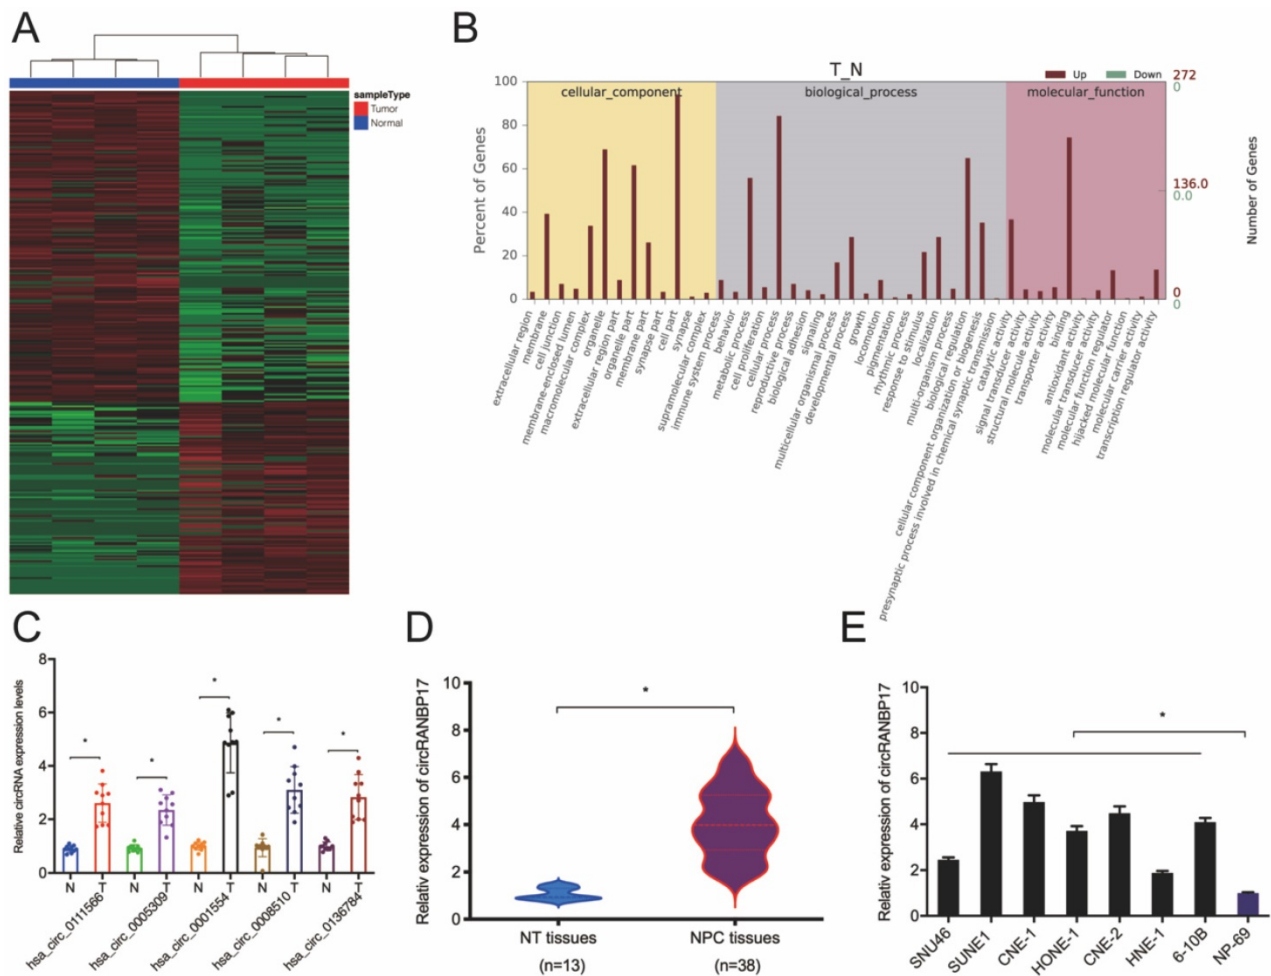 A
sampleType
Tumor
Normal
B
T_N
Up
Down
cellular_component
biological_process
molecular_function
Percent of Genes
100
80
60
40
20
0
272
0
136.0
0.0
0
0
Number of Genes
extracellular region
membrane
cell junction
membrane-enclosed lumen
macromolecular complex
organelle
extracellular region part
organelle part
membrane part
synapse part
cell part
synapse
supramolecular complex
immune system process
behavior
metabolic process
cell proliferation
cellular process
reproductive process
biological adhesion
signaling
multicellular organismal process
developmental process
growth
locomotion
pigmentation
rhythmic process
response to stimulus
localization
multi-organism process
biological regulation
cellular component organization or biogenesis
presynaptic process involved in chemical synaptic transmission
catalytic activity
signal transducer activity
structural molecule activity
transporter activity
binding
antioxidant activity
molecular transducer activity
molecular function regulator
hijacked molecular function
molecular carrier activity
transcription regulator activity
C
Relative circRNA expression levels
8
6
4
2
0
* * * * *
N T N T N T N T N T
hsa_circ_0111566
hsa_circ_0005309
hsa_circ_0001554
hsa_circ_0008510
hsa_circ_0136784
D
Relativ expression of circRANBP17
10
8
6
4
2
0
*
NT tissues
(n=13)
NPC tissues
(n=38)
E
Relativ expression of circRANBP17
10
8
6
4
2
0
*
SNU46
SUNE1
CNE-1
HONE-1
CNE-2
HNE-1
6-10B
NP-69